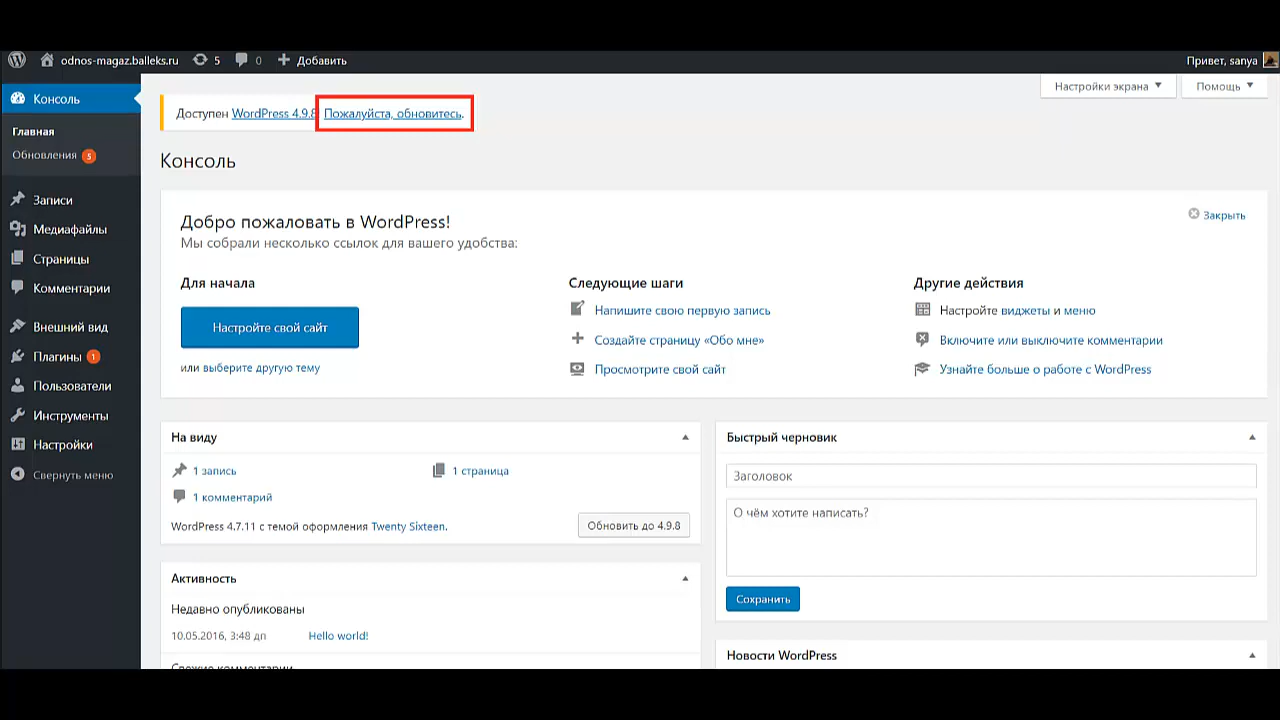 odnos-magaz.balleks.ru 5 0 Добавить Привет, sanya
Консоль
Главная
Обновления 5
Записи
Медиафайлы
Страницы
Комментарии
Внешний вид
Плагины 1
Пользователи
Инструменты
Настройки
Свернуть меню
Настройки экрана Помощь
Доступен WordPress 4.9.8 Пожалуйста, обновитесь.
Консоль
Добро пожаловать в WordPress!
Закрыть
Мы собрали несколько ссылок для вашего удобства:
Для начала
Настройте свой сайт
или выберите другую тему
Следующие шаги
Напишите свою первую запись
Создайте страницу «Обо мне»
Просмотрите свой сайт
Другие действия
Настройте виджеты и меню
Включите или выключите комментарии
Узнайте больше о работе с WordPress
На виду
1 запись 1 страница
1 комментарий
WordPress 4.7.11 с темой оформления Twenty Sixteen. Обновить до 4.9.8
Активность
Недавно опубликованы
10.05.2016, 3:48 дп Hello world!
Свежие комментарии
Быстрый черновик
Заголовок
О чём хотите написать?
Сохранить
Новости WordPress